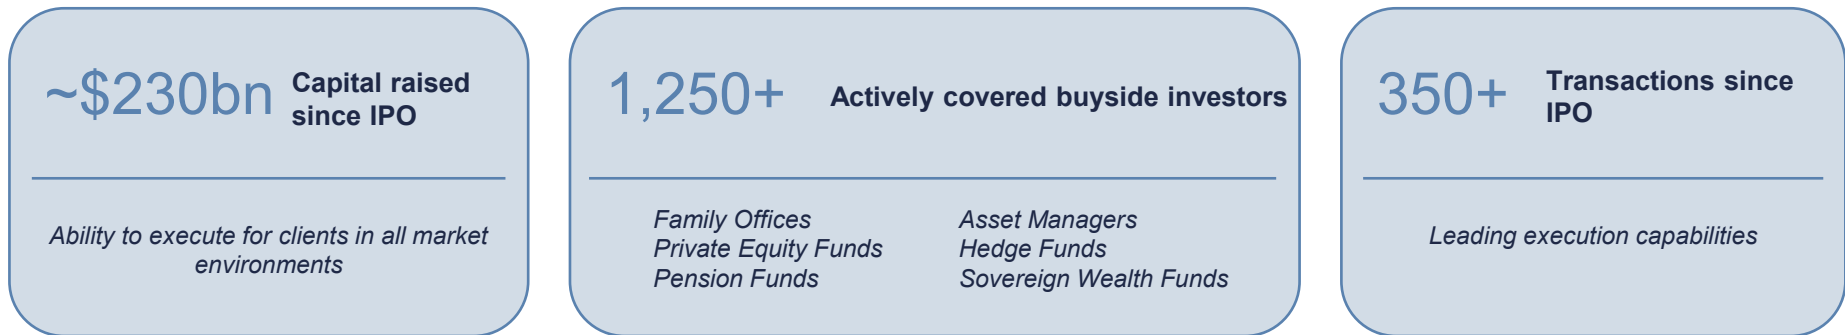 ~$230bn
Capital raised
since IPO
Ability to execute for clients in all market
environments
1,250+
Actively covered buyside investors
Family Offices
Private Equity Funds
Pension Funds
Asset Managers
Hedge Funds
Sovereign Wealth Funds
350+
Transactions since
IPO
Leading execution capabilities